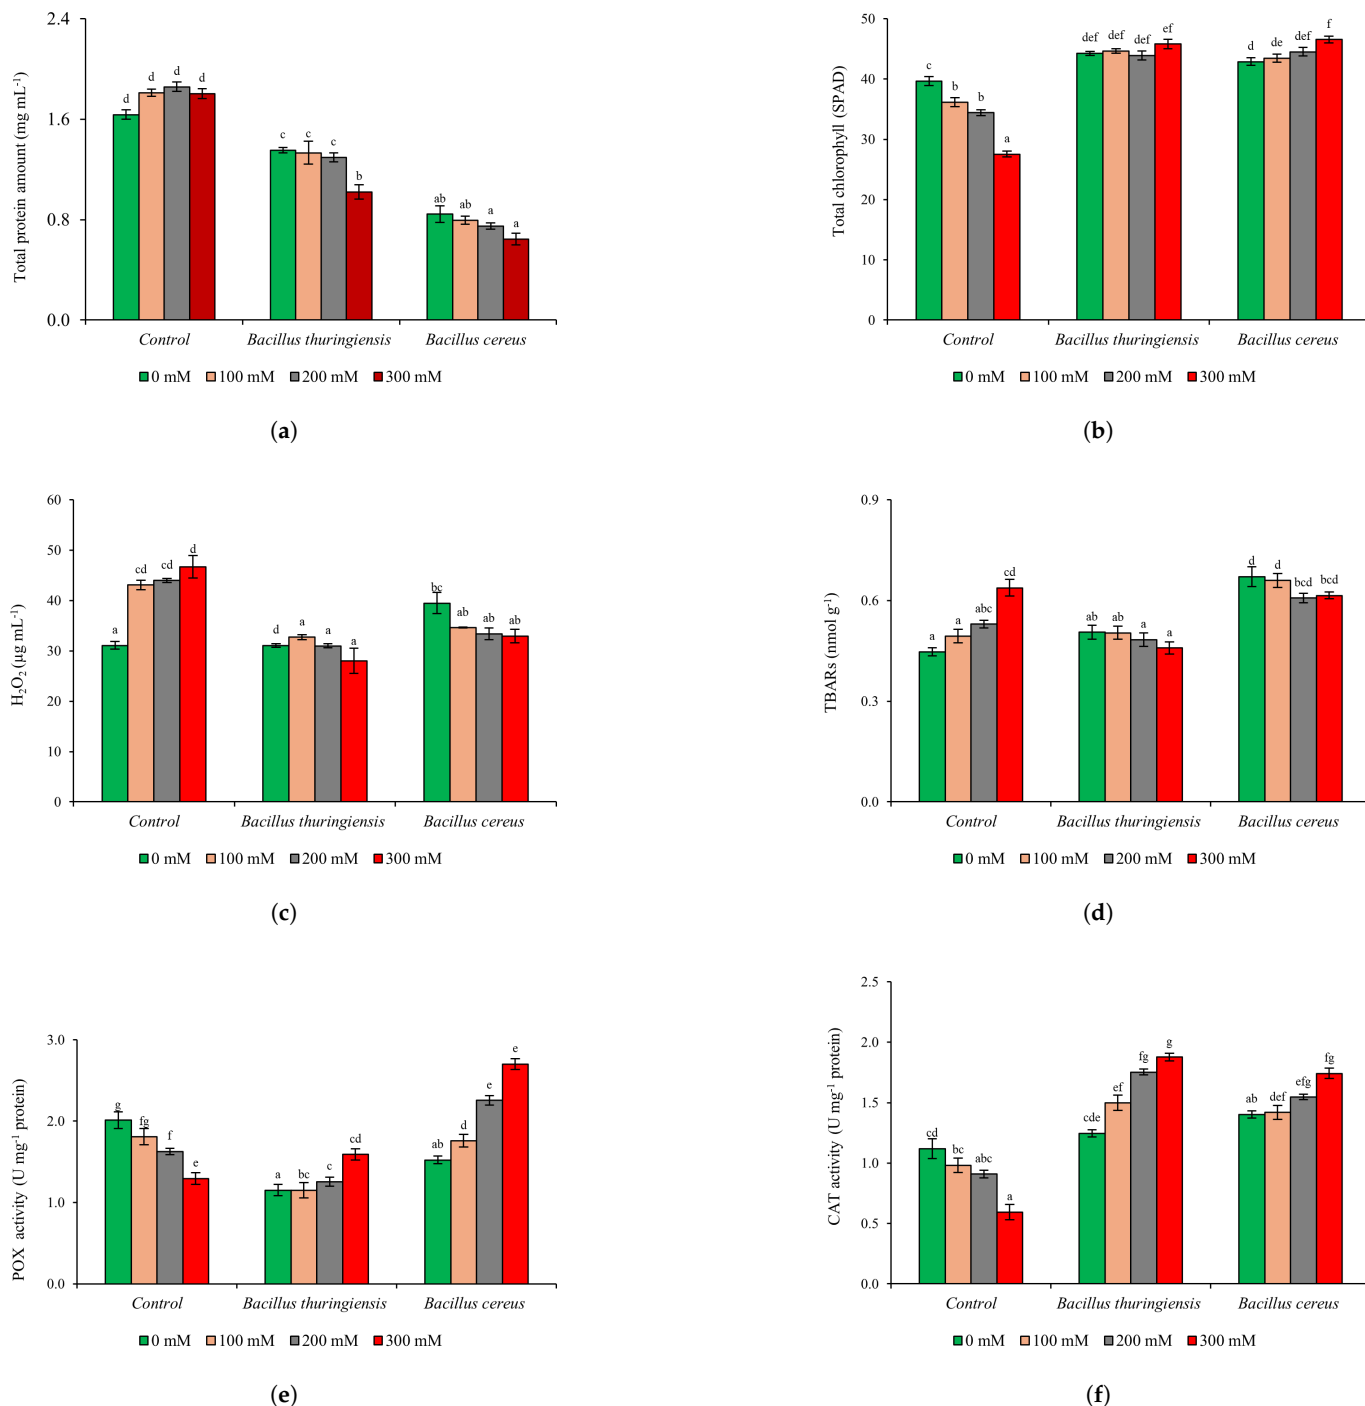 Total protein amount (mg mL⁻¹)
2.4
1.6
0.8
0.0
d d d d
c c c b
ab ab a a
Control Bacillus thuringiensis Bacillus cereus
0 mM 100 mM 200 mM 300 mM
(a)
Total chlorophyll (SPAD)
50
40
30
20
10
0
c b b a
def def def ef
d de def f
Control Bacillus thuringiensis Bacillus cereus
0 mM 100 mM 200 mM 300 mM
(b)
H₂O₂ (µg mL⁻¹)
60
50
40
30
20
10
0
a cd cd d
d a a a
bc ab ab ab
Control Bacillus thuringiensis Bacillus cereus
0 mM 100 mM 200 mM 300 mM
(c)
TBARs (nmol g⁻¹)
0.9
0.6
0.3
0.0
a a abc cd
ab ab a a
d d bcd bcd
Control Bacillus thuringiensis Bacillus cereus
0 mM 100 mM 200 mM 300 mM
(d)
POX activity (U mg⁻¹ protein)
3.0
2.0
1.0
0.0
g fg f e
a bc c cd
ab d e e
Control Bacillus thuringiensis Bacillus cereus
0 mM 100 mM 200 mM 300 mM
(e)
CAT activity (U mg⁻¹ protein)
2.5
2.0
1.5
1.0
0.5
0.0
cd bc abc a
cde ef fg g
ab def efg fg
Control Bacillus thuringiensis Bacillus cereus
0 mM 100 mM 200 mM 300 mM
(f)